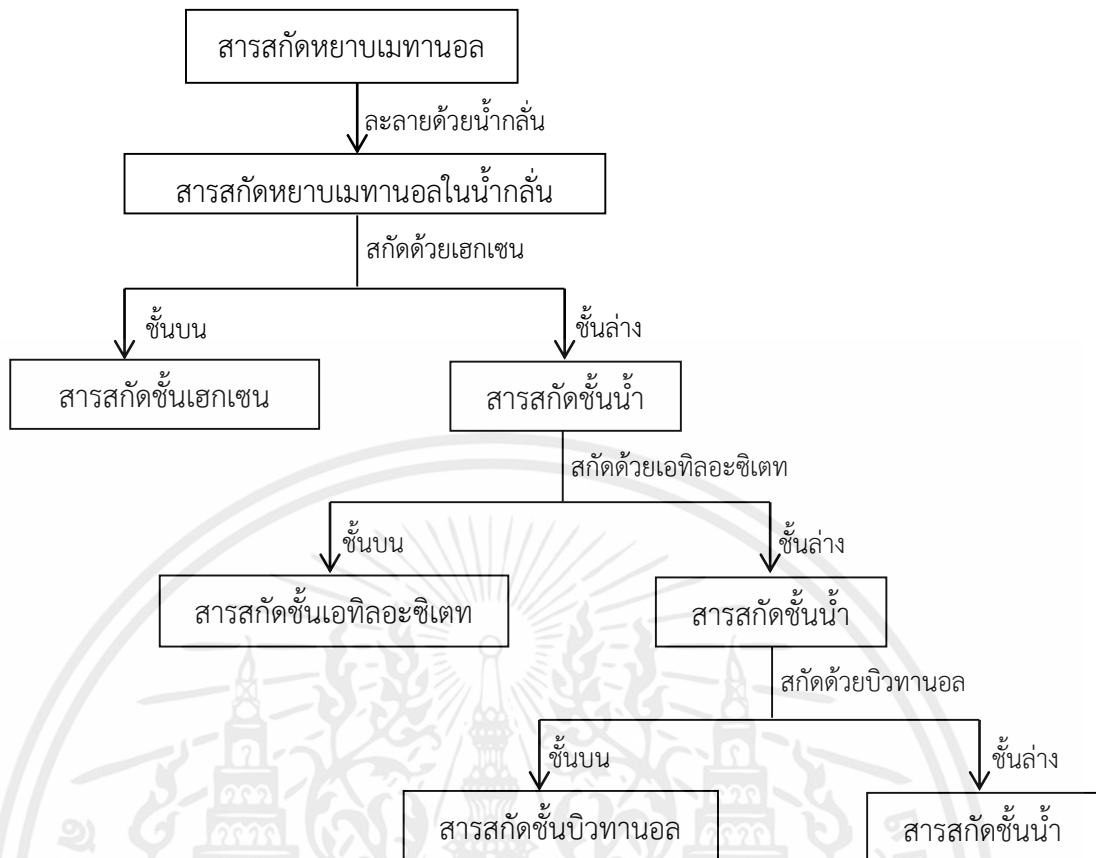 สารสกัดหยาบเมทานอล
ละลายด้วยน้ำกลั่น
สารสกัดหยาบเมทานอลในน้ำกลั่น
สกัดด้วยเฮกเซน
ชั้นบน
ชั้นล่าง
สารสกัดชั้นเฮกเซน
สารสกัดชั้นน้ำ
สกัดด้วยเอทิลอะซิเตท
ชั้นบน
ชั้นล่าง
สารสกัดชั้นเอทิลอะซิเตท
สารสกัดชั้นน้ำ
สกัดด้วยบิวทานอล
ชั้นบน
ชั้นล่าง
สารสกัดชั้นบิวทานอล
สารสกัดชั้นน้ำ